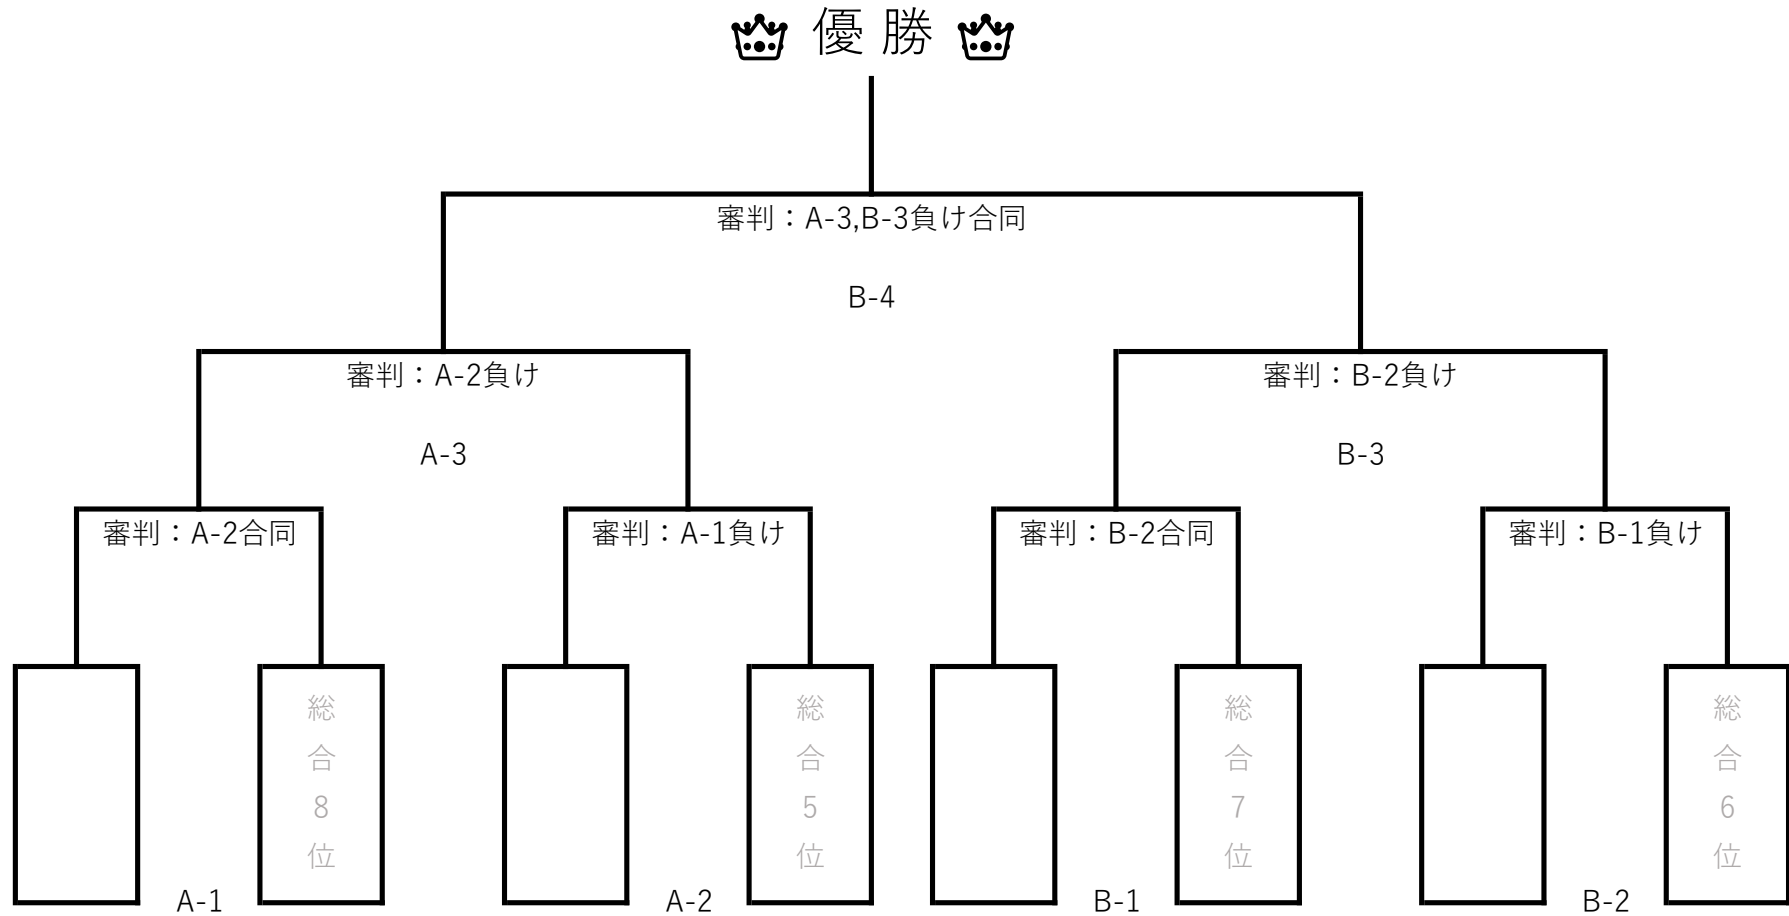 優勝
審判：A-3,B-3負け合同
B-4
審判：A-2負け
審判：B-2負け
A-3
B-3
審判：A-2合同
審判：A-1負け
審判：B-2合同
審判：B-1負け
総合8位
総合5位
総合7位
総合6位
A-1
A-2
B-1
B-2